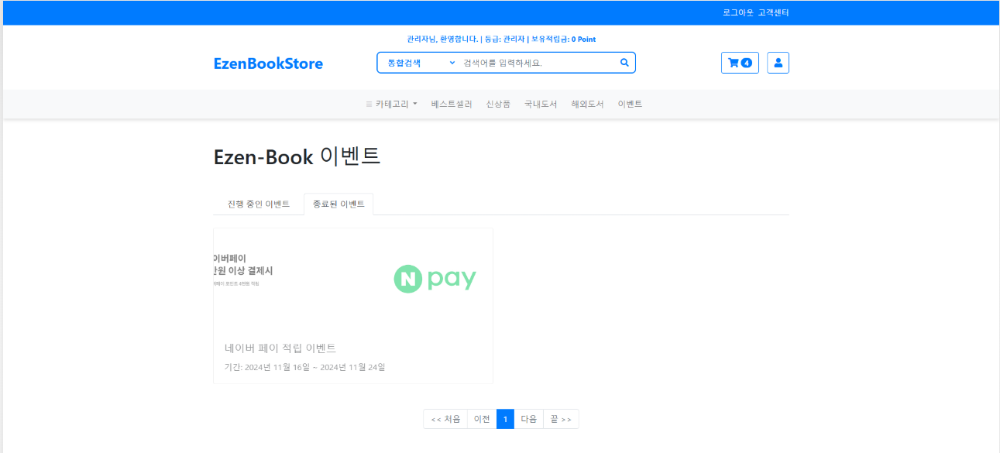 로그아웃 고객센터
관리자님, 환영합니다. | 등급: 관리자 | 보유적립금: 0 Point
EzenBookStore 통합검색 검색어를 입력하세요. 4
카테고리 베스트셀러 신상품 국내도서 해외도서 이벤트
Ezen-Book 이벤트
진행 중인 이벤트 종료된 이벤트
이버페이
만원 이상 결제시
N pay
네이버 페이 적립 이벤트
기간: 2024년 11월 16일 ~ 2024년 11월 24일
<< 처음 이전 1 다음 끝 >>